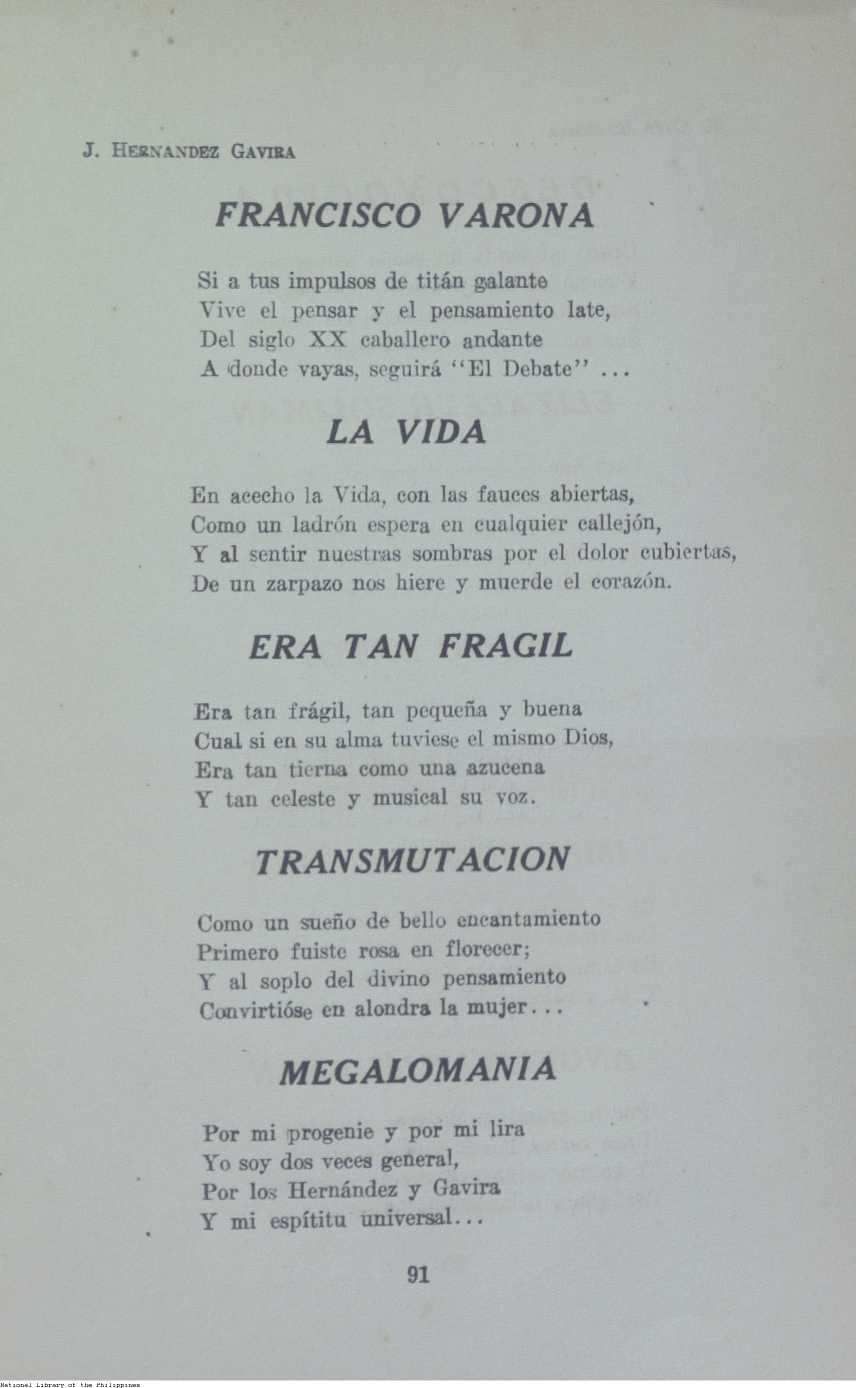 J. HERNANDEZ GAVIRA
FRANCISCO VARONA
Si a tus impulsos de titán galante
Vive el pensar y el pensamiento late,
Del siglo XX caballero andante
A donde vayas, seguirá "El Debate" ...
LA VIDA
En acecho la Vida, con las fauces abiertas,
Como un ladrón espera en cualquier callejón,
Y al sentir nuestras sombras por el dolor cubiertas,
De un zarpazo nos hiere y muerde el corazón.
ERA TAN FRAGIL
Era tan frágil, tan pequeña y buena
Cual si en su alma tuviese el mismo Dios,
Era tan tierna como una azucena
Y tan celeste y musical su voz.
TRANSMUTACION
Como un sueño de bello encantamiento
Primero fuiste rosa en florecer;
Y al soplo del divino pensamiento
Convirtióse en alondra la mujer...
MEGALOMANIA
Por mi progenie y por mi lira
Yo soy dos veces general,
Por los Hernández y Gavira
Y mi espítitu universal...
91
National Library of the Philippines